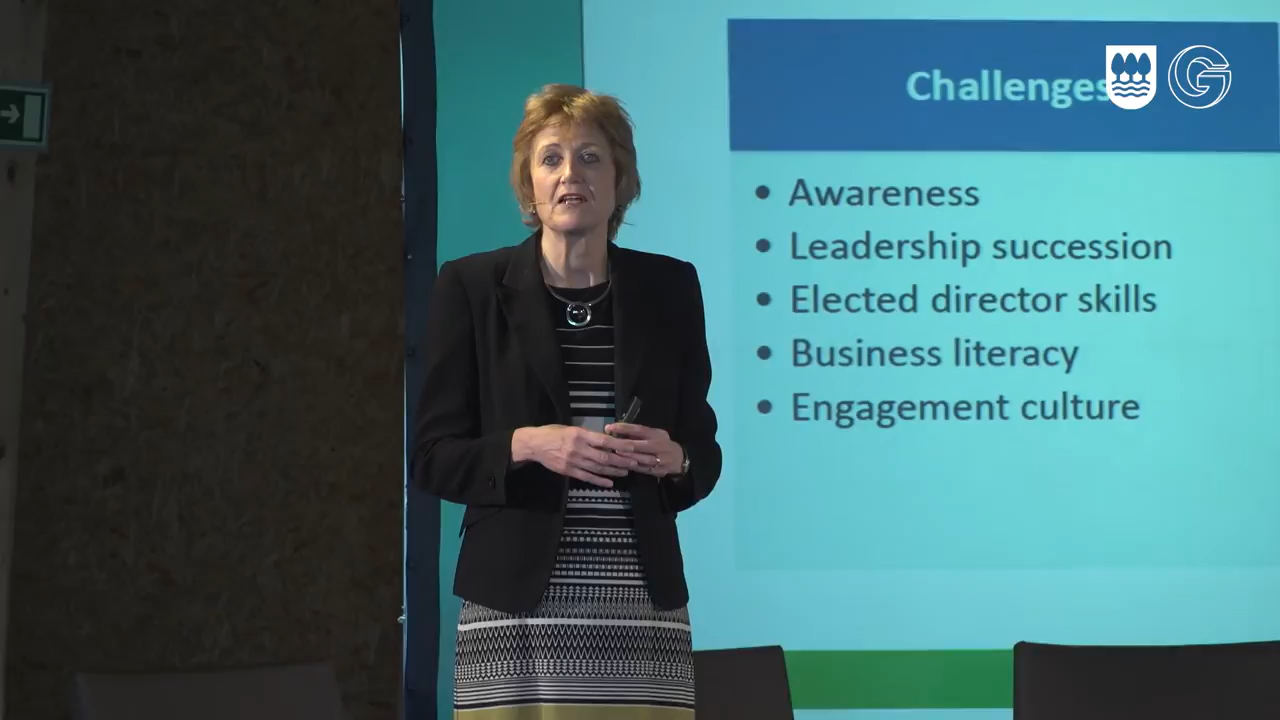 Challenges
• Awareness
• Leadership succession
• Elected director skills
• Business literacy
• Engagement culture